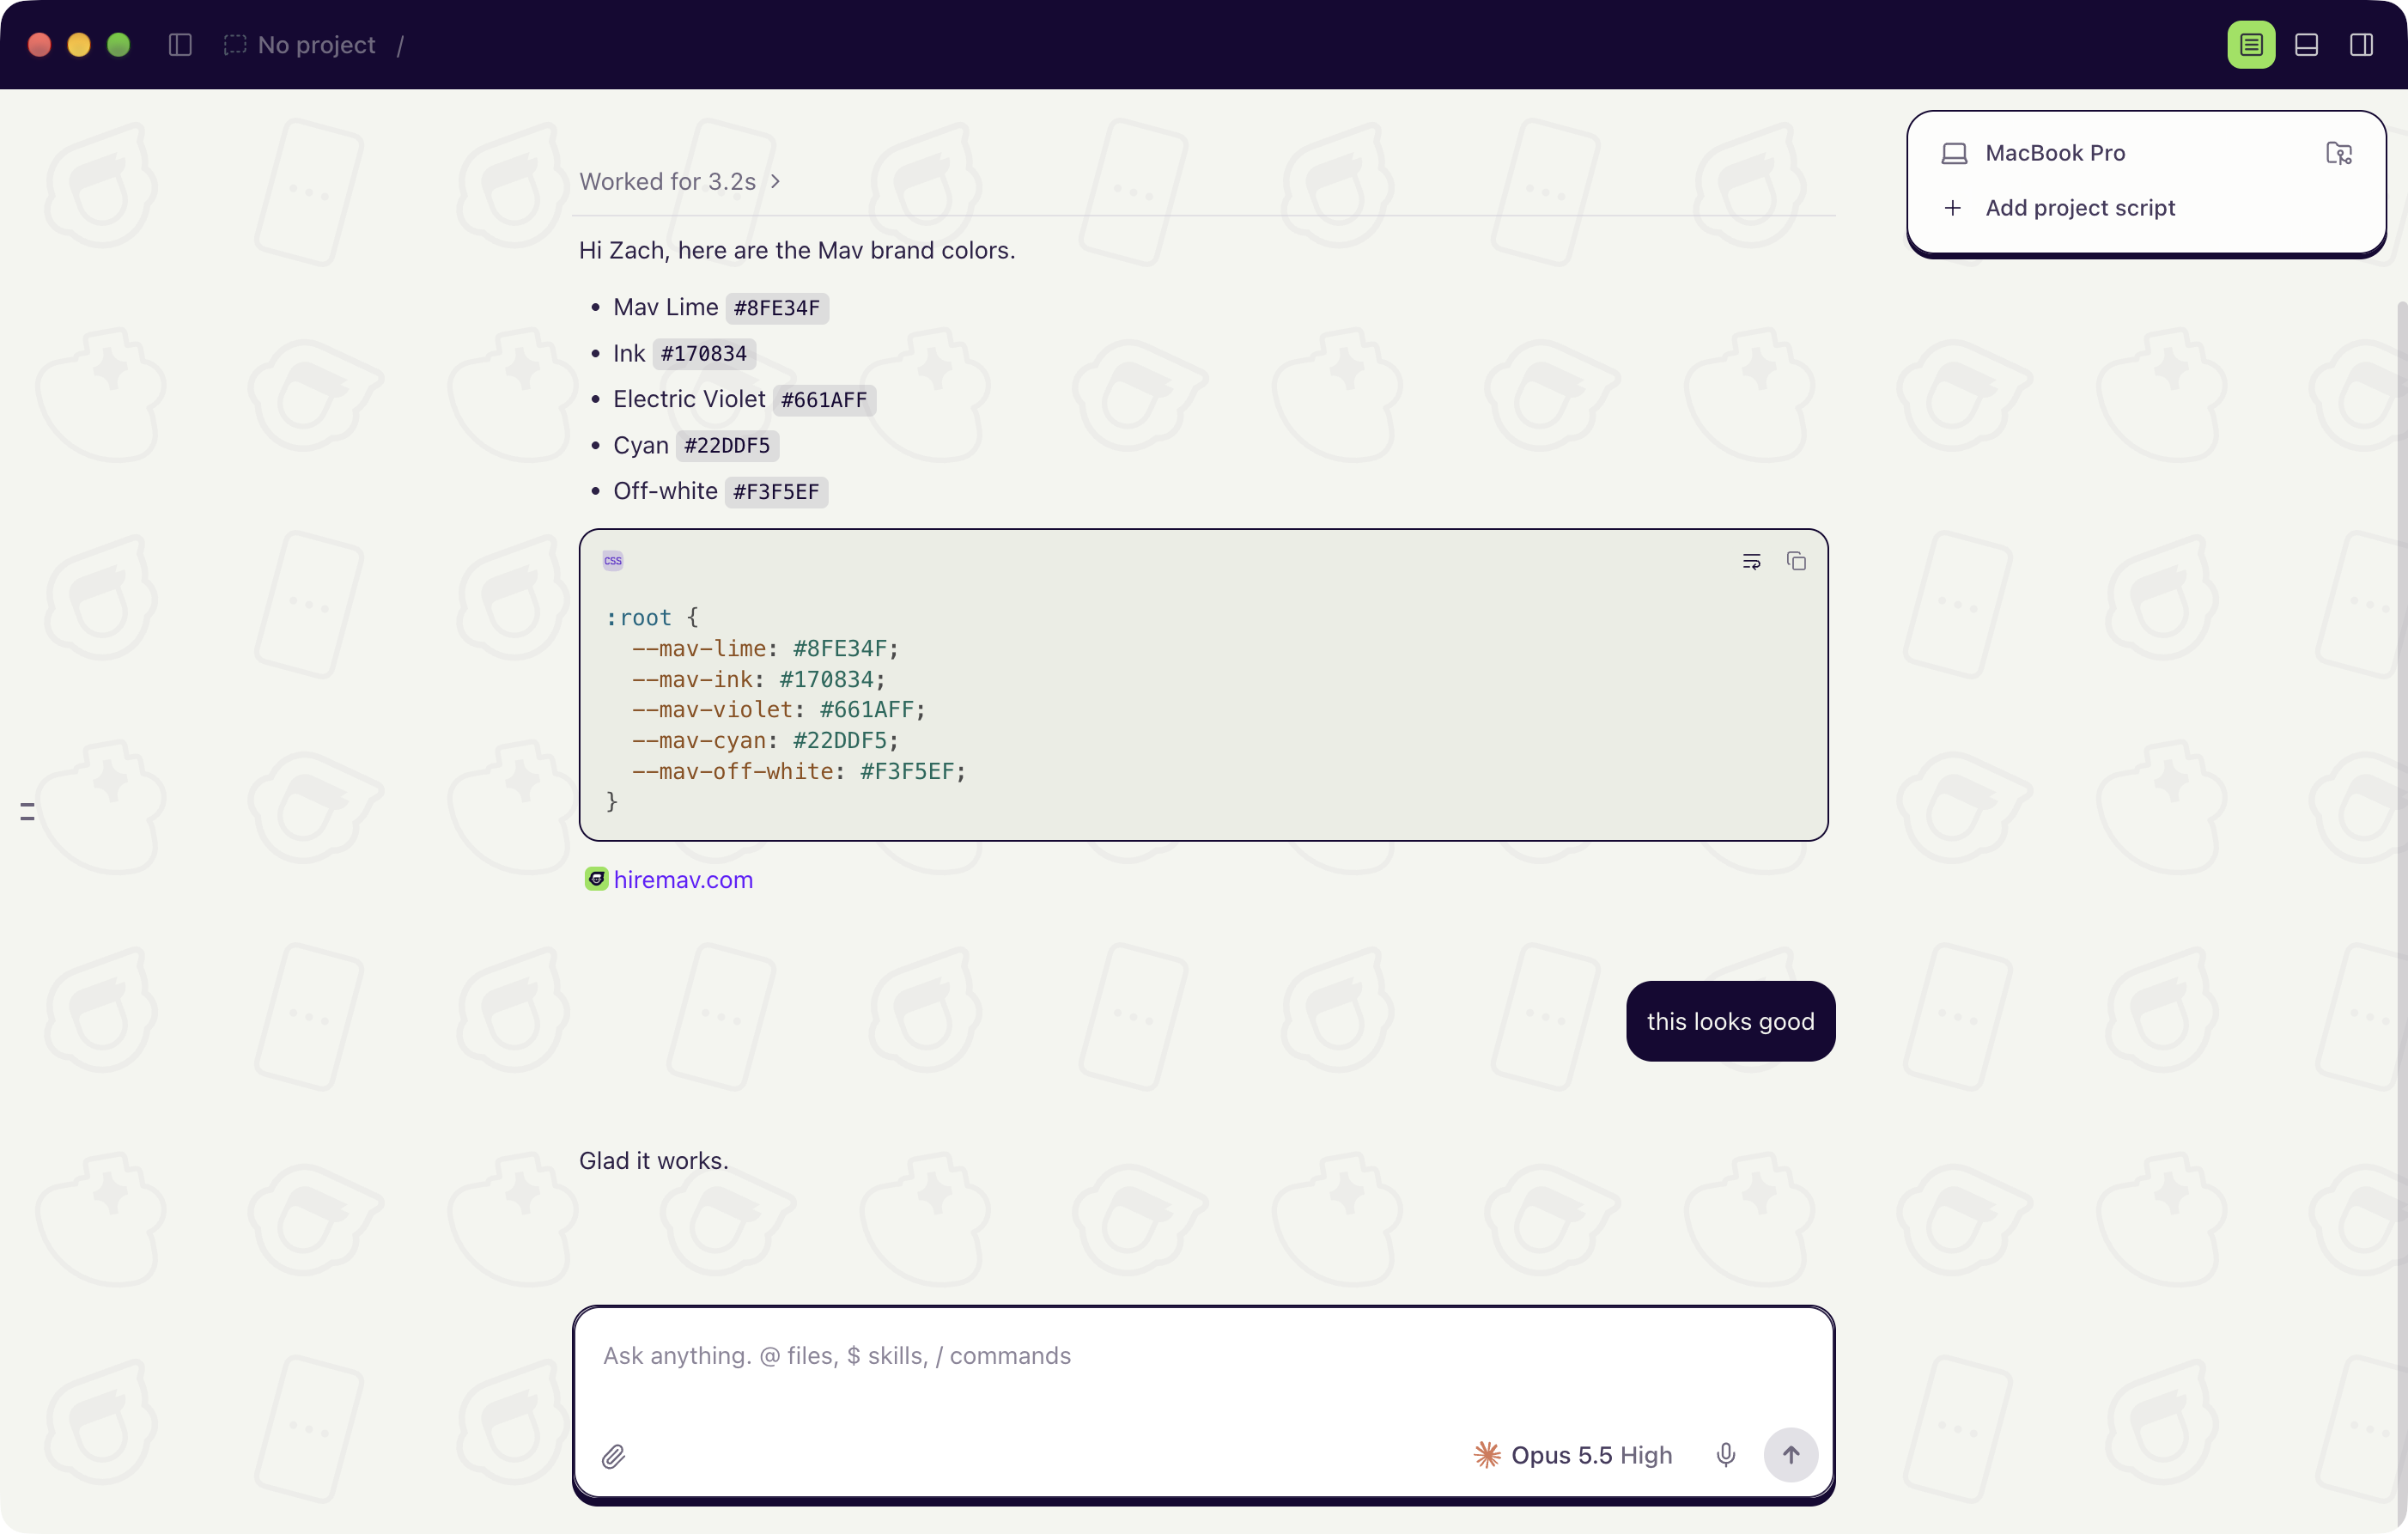 No project /
MacBook Pro
Add project script
Worked for 3.2s
Hi Zach, here are the Mav brand colors.
• Mav Lime #8FE34F
• Ink #170834
• Electric Violet #661AFF
• Cyan #22DDF5
• Off-white #F3F5EF
CSS
:root {
  --mav-lime: #8FE34F;
  --mav-ink: #170834;
  --mav-violet: #661AFF;
  --mav-cyan: #22DDF5;
  --mav-off-white: #F3F5EF;
}
hiremav.com
this looks good
Glad it works.
Ask anything. @ files, $ skills, / commands
Opus 5.5 High